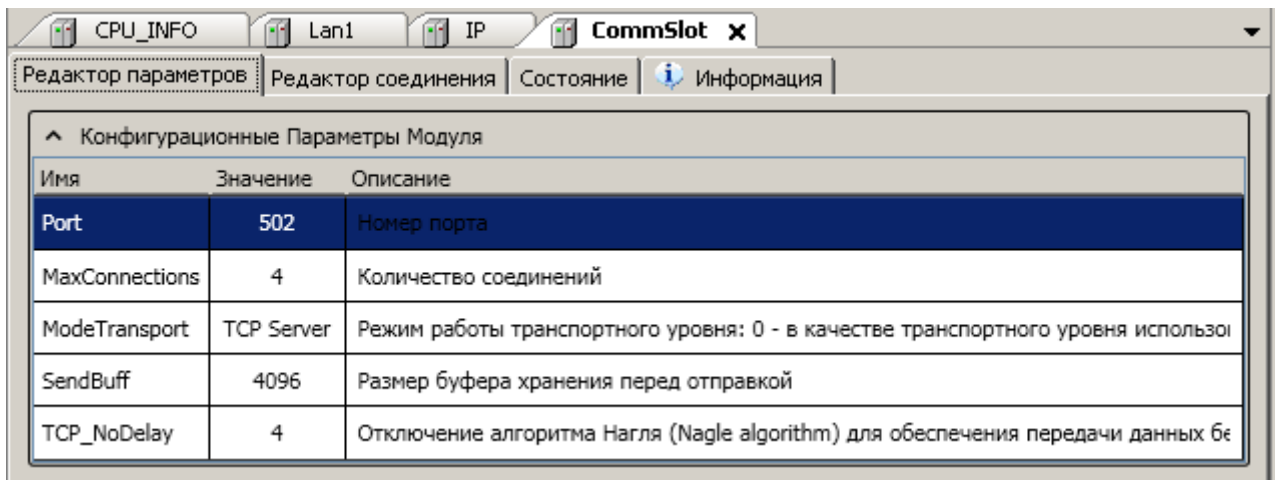 CPU_INFO Lan1 IP CommSlot
Редактор параметров Редактор соединения Состояние Информация
Конфигурационные Параметры Модуля
Имя Значение Описание
Port 502 Номер порта
MaxConnections 4 Количество соединений
ModeTransport TCP Server Режим работы транспортного уровня: 0 - в качестве транспортного уровня использо
SendBuff 4096 Размер буфера хранения перед отправкой
TCP_NoDelay 4 Отключение алгоритма Нагля (Nagle algorithm) для обеспечения передачи данных бе